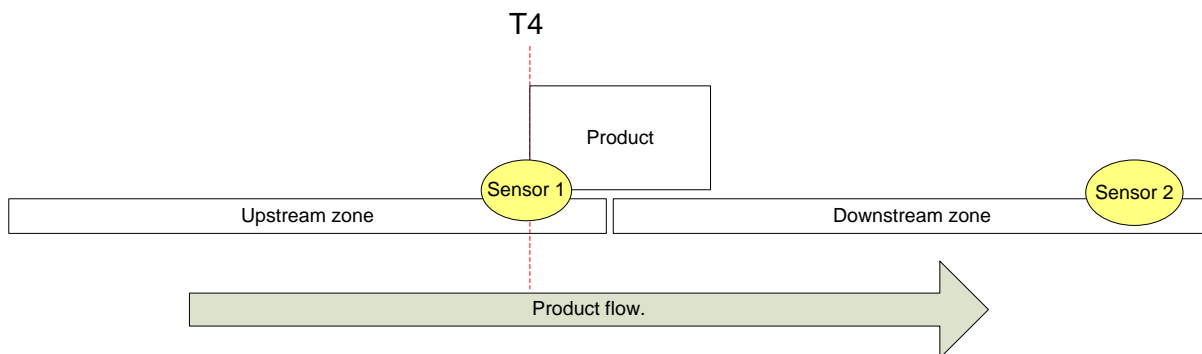 T4
Product
Sensor 1
Sensor 2
Upstream zone
Downstream zone
Product flow.